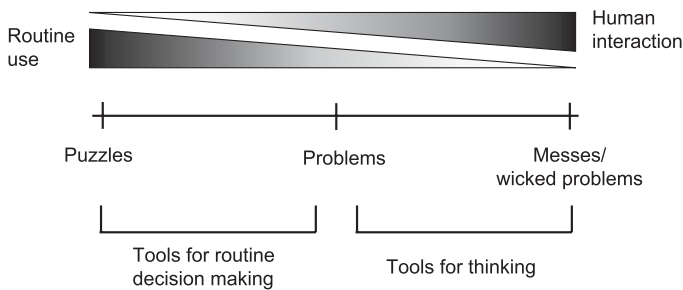 Routine
use
Human
interaction
Puzzles
Problems
Messes/
wicked problems
Tools for routine
decision making
Tools for thinking